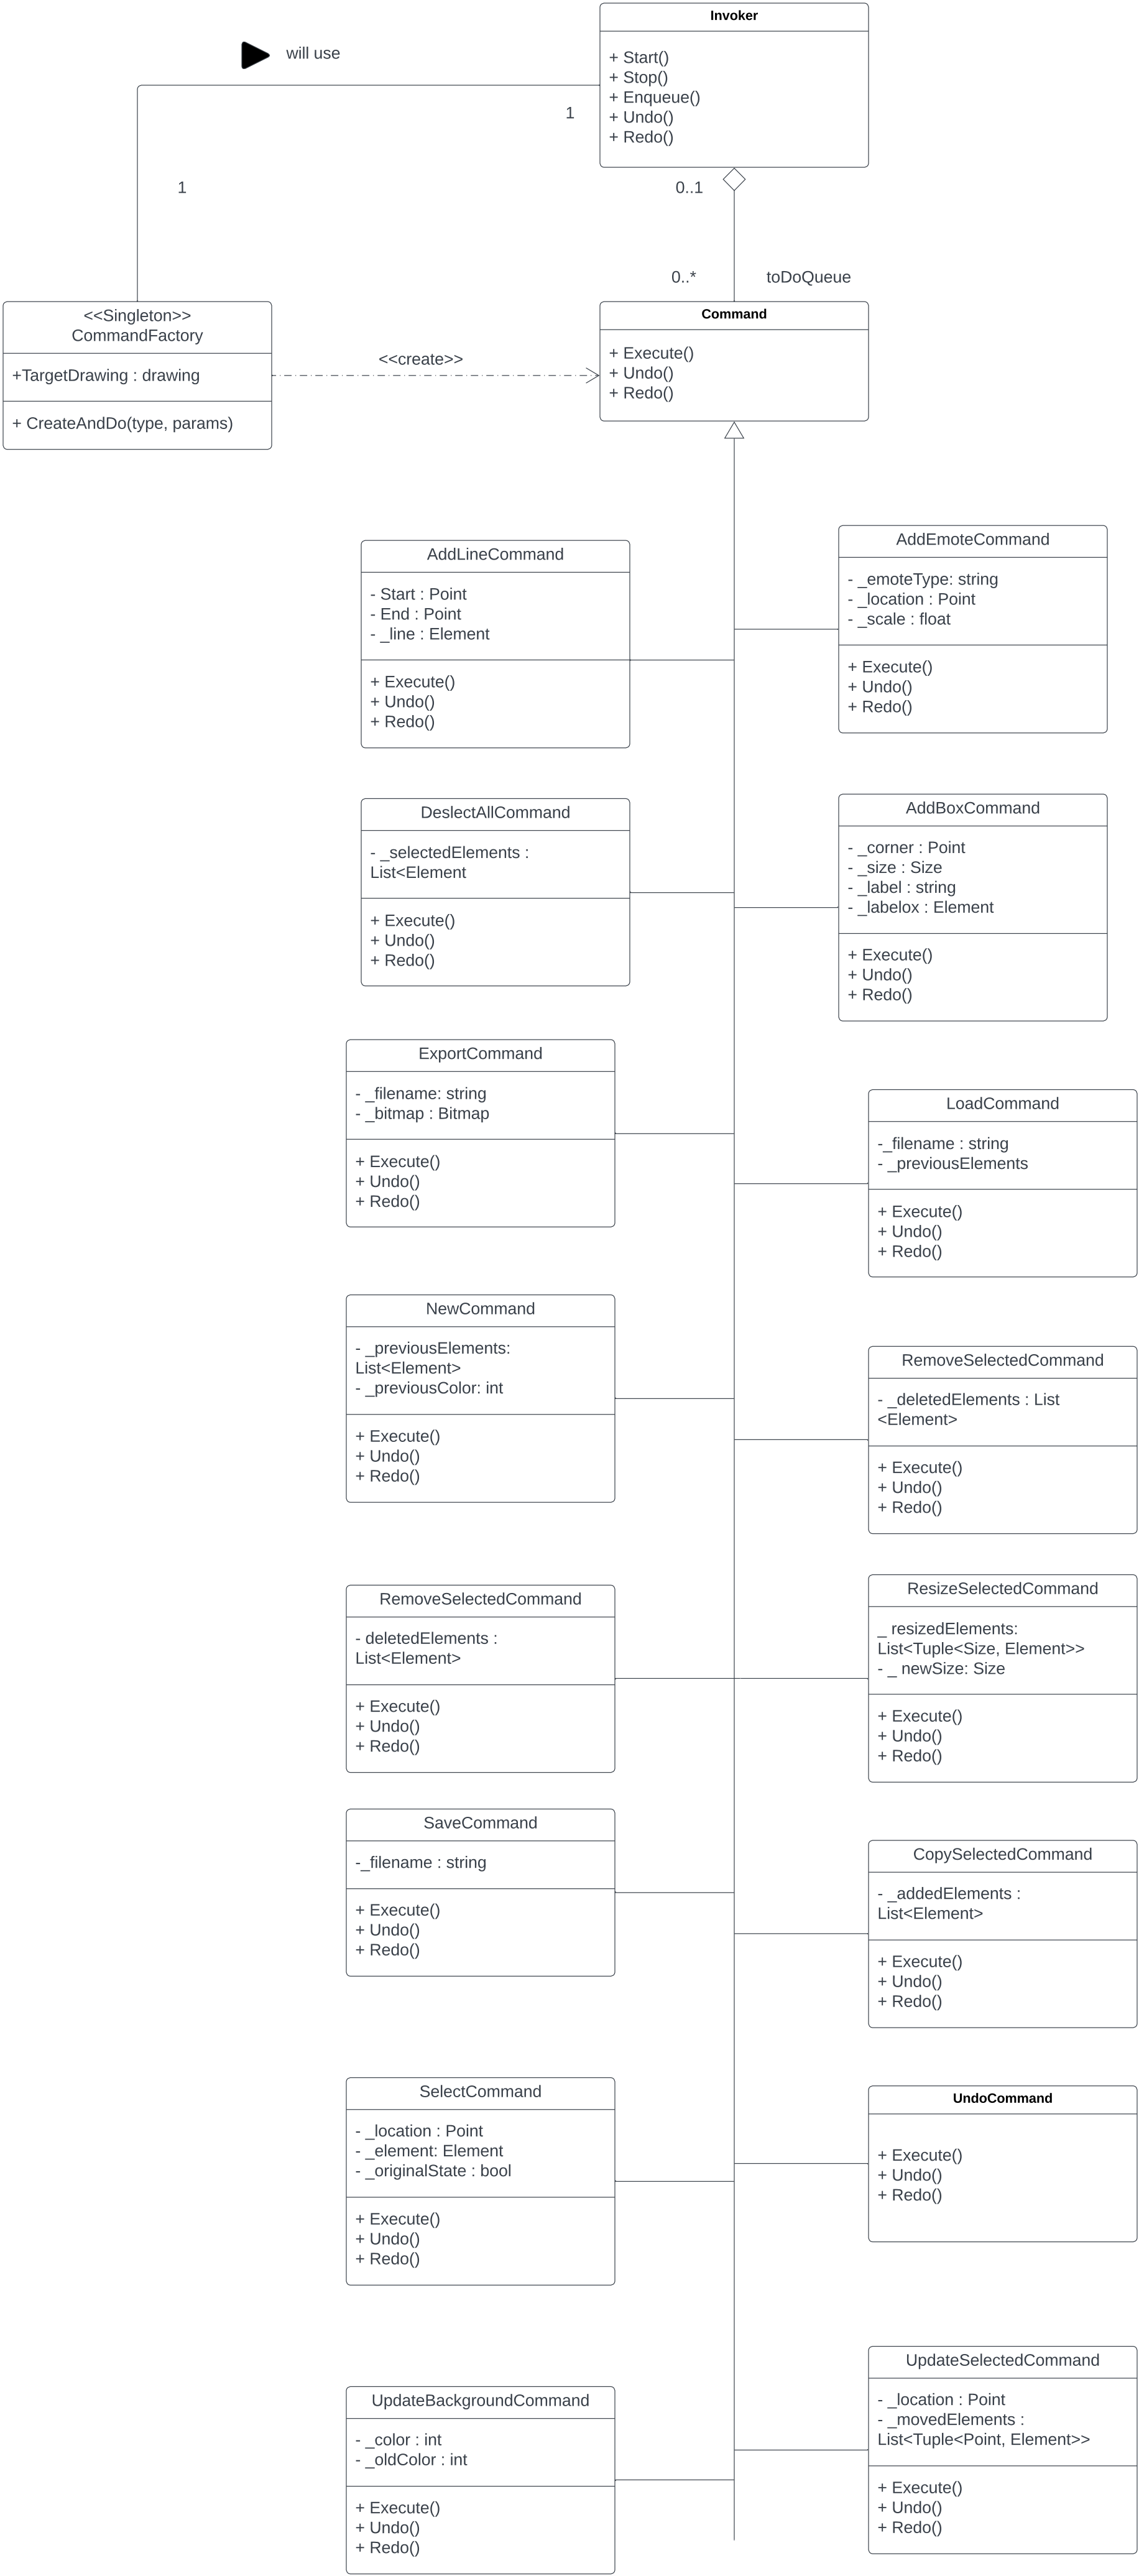 Invoker
+ Start()
+ Stop()
+ Enqueue()
+ Undo()
+ Redo()
will use
1
1
0..1
0..*
toDoQueue
<<Singleton>>
CommandFactory
+TargetDrawing : drawing
+ CreateAndDo(type, params)
<<create>>
Command
+ Execute()
+ Undo()
+ Redo()
AddLineCommand
- Start : Point
- End : Point
- _line : Element
+ Execute()
+ Undo()
+ Redo()
AddEmoteCommand
- _emoteType: string
- _location : Point
- _scale : float
+ Execute()
+ Undo()
+ Redo()
DeslectAllCommand
- _selectedElements :
List<Element
+ Execute()
+ Undo()
+ Redo()
AddBoxCommand
- _corner : Point
- _size : Size
- _label : string
- _labelox : Element
+ Execute()
+ Undo()
+ Redo()
ExportCommand
- _filename: string
- _bitmap : Bitmap
+ Execute()
+ Undo()
+ Redo()
LoadCommand
-_filename : string
- _previousElements
+ Execute()
+ Undo()
+ Redo()
NewCommand
- _previousElements:
List<Element>
- _previousColor: int
+ Execute()
+ Undo()
+ Redo()
RemoveSelectedCommand
- _deletedElements : List
<Element>
+ Execute()
+ Undo()
+ Redo()
RemoveSelectedCommand
- deletedElements :
List<Element>
+ Execute()
+ Undo()
+ Redo()
ResizeSelectedCommand
_ resizedElements:
List<Tuple<Size, Element>>
- _ newSize: Size
+ Execute()
+ Undo()
+ Redo()
SaveCommand
-_filename : string
+ Execute()
+ Undo()
+ Redo()
CopySelectedCommand
- _addedElements :
List<Element>
+ Execute()
+ Undo()
+ Redo()
SelectCommand
- _location : Point
- _element: Element
- _originalState : bool
+ Execute()
+ Undo()
+ Redo()
UndoCommand
+ Execute()
+ Undo()
+ Redo()
UpdateBackgroundCommand
- _color : int
- _oldColor : int
+ Execute()
+ Undo()
+ Redo()
UpdateSelectedCommand
- _location : Point
- _movedElements :
List<Tuple<Point, Element>>
+ Execute()
+ Undo()
+ Redo()